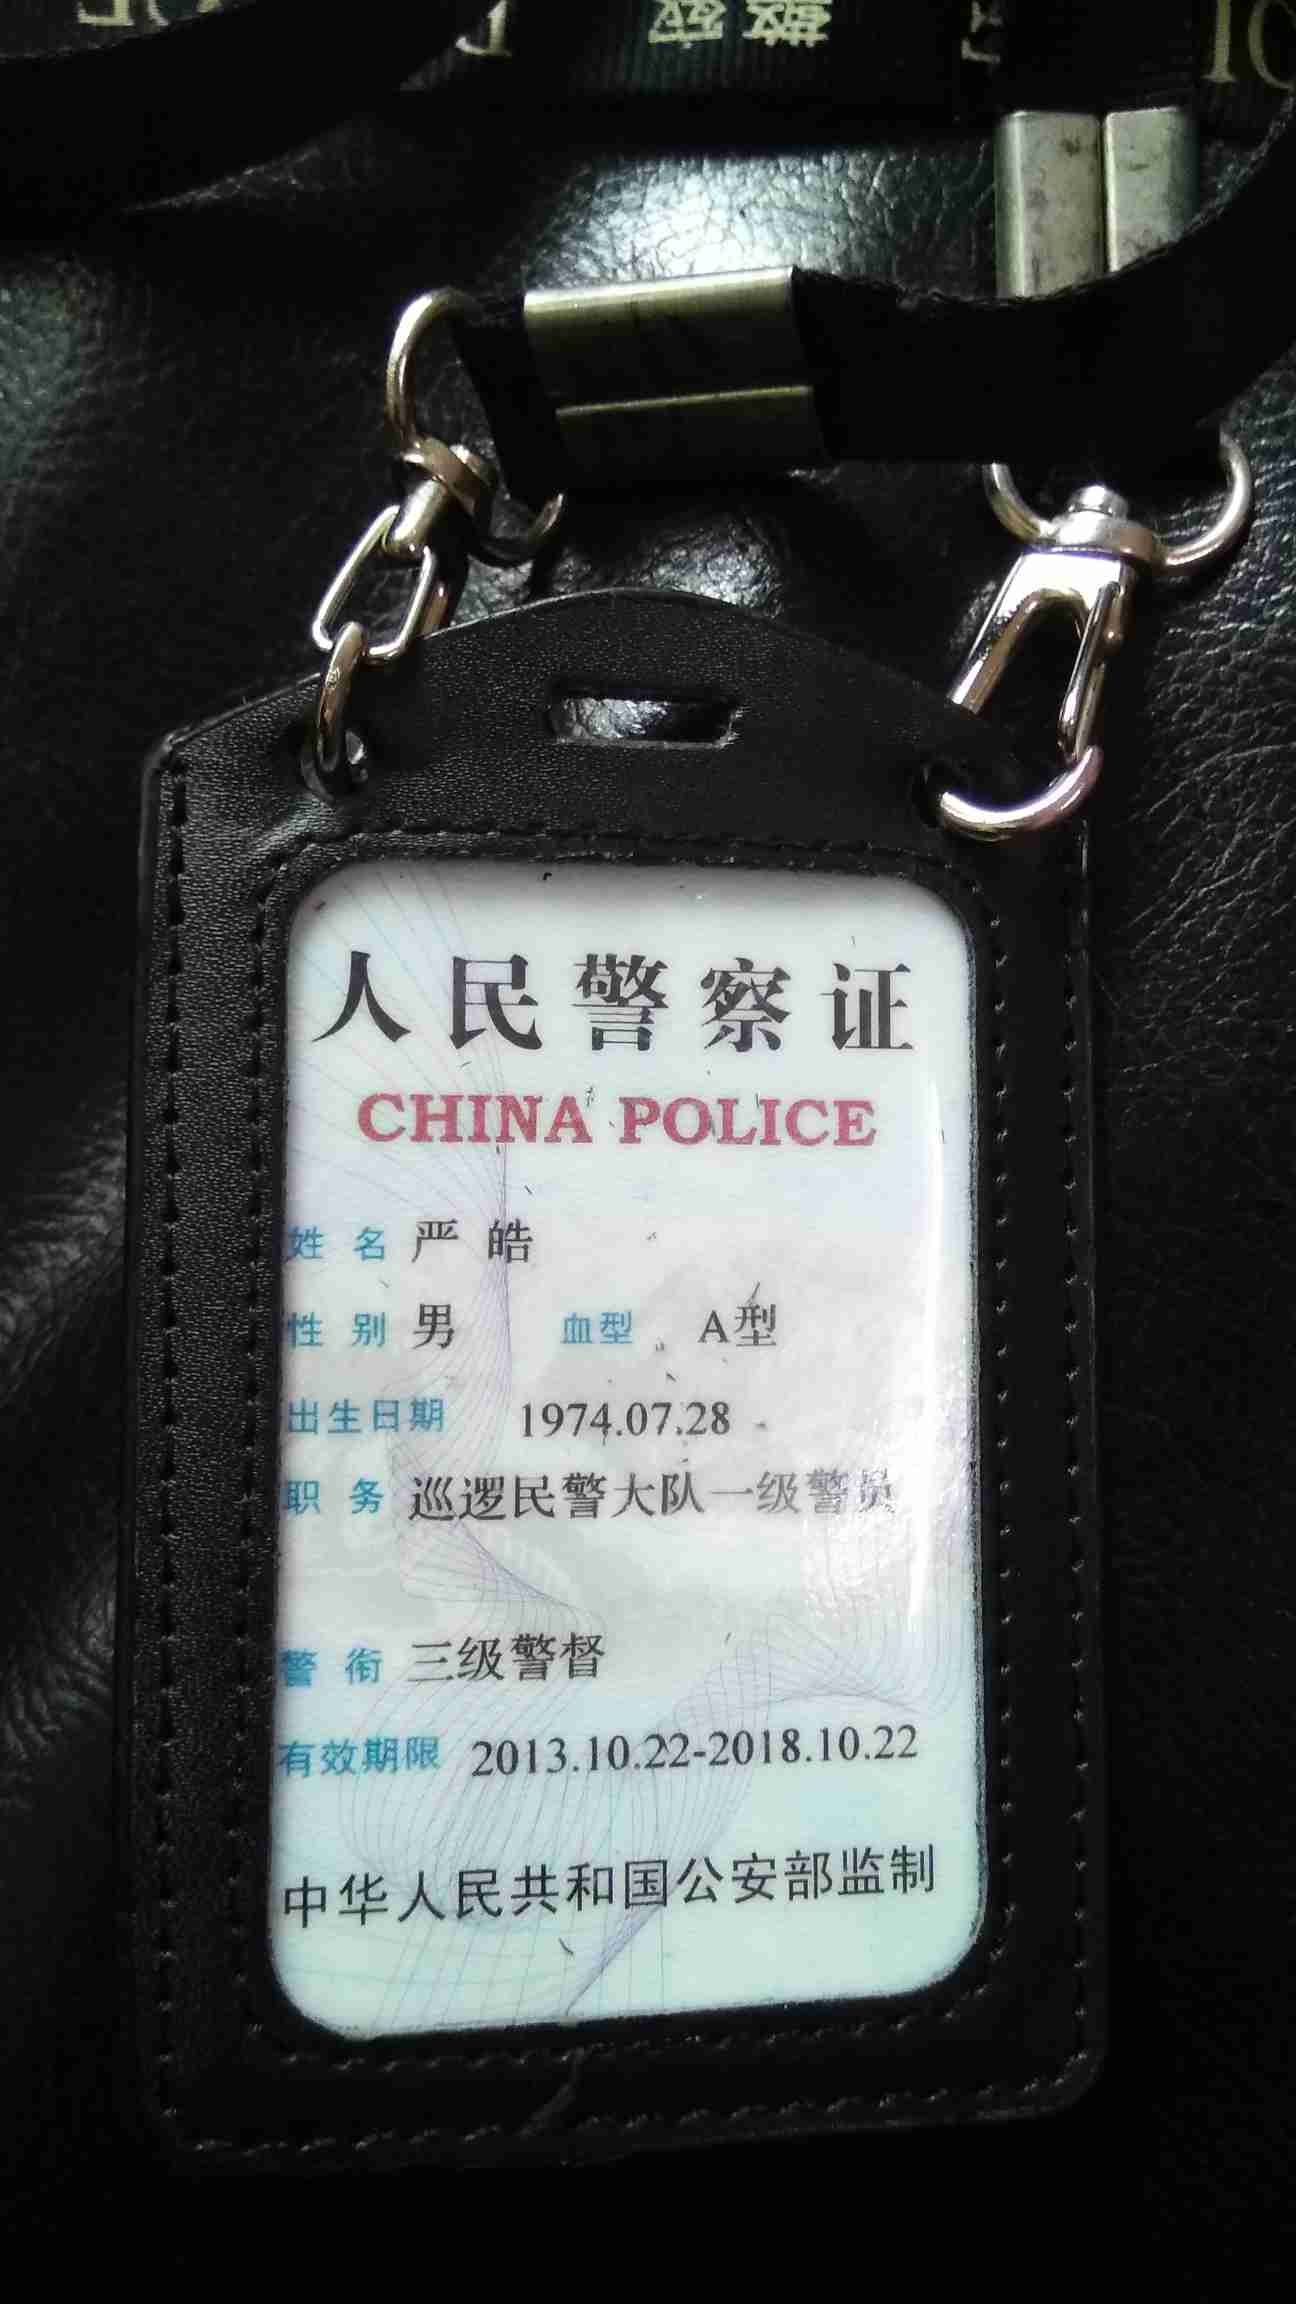 警察
人民警察证
CHINA POLICE
姓名 严皓
性别 男 血型 A型
出生日期 1974.07.28
职务 巡逻民警大队一级警员
警衔 三级警督
有效期限 2013.10.22-2018.10.22
中华人民共和国公安部监制